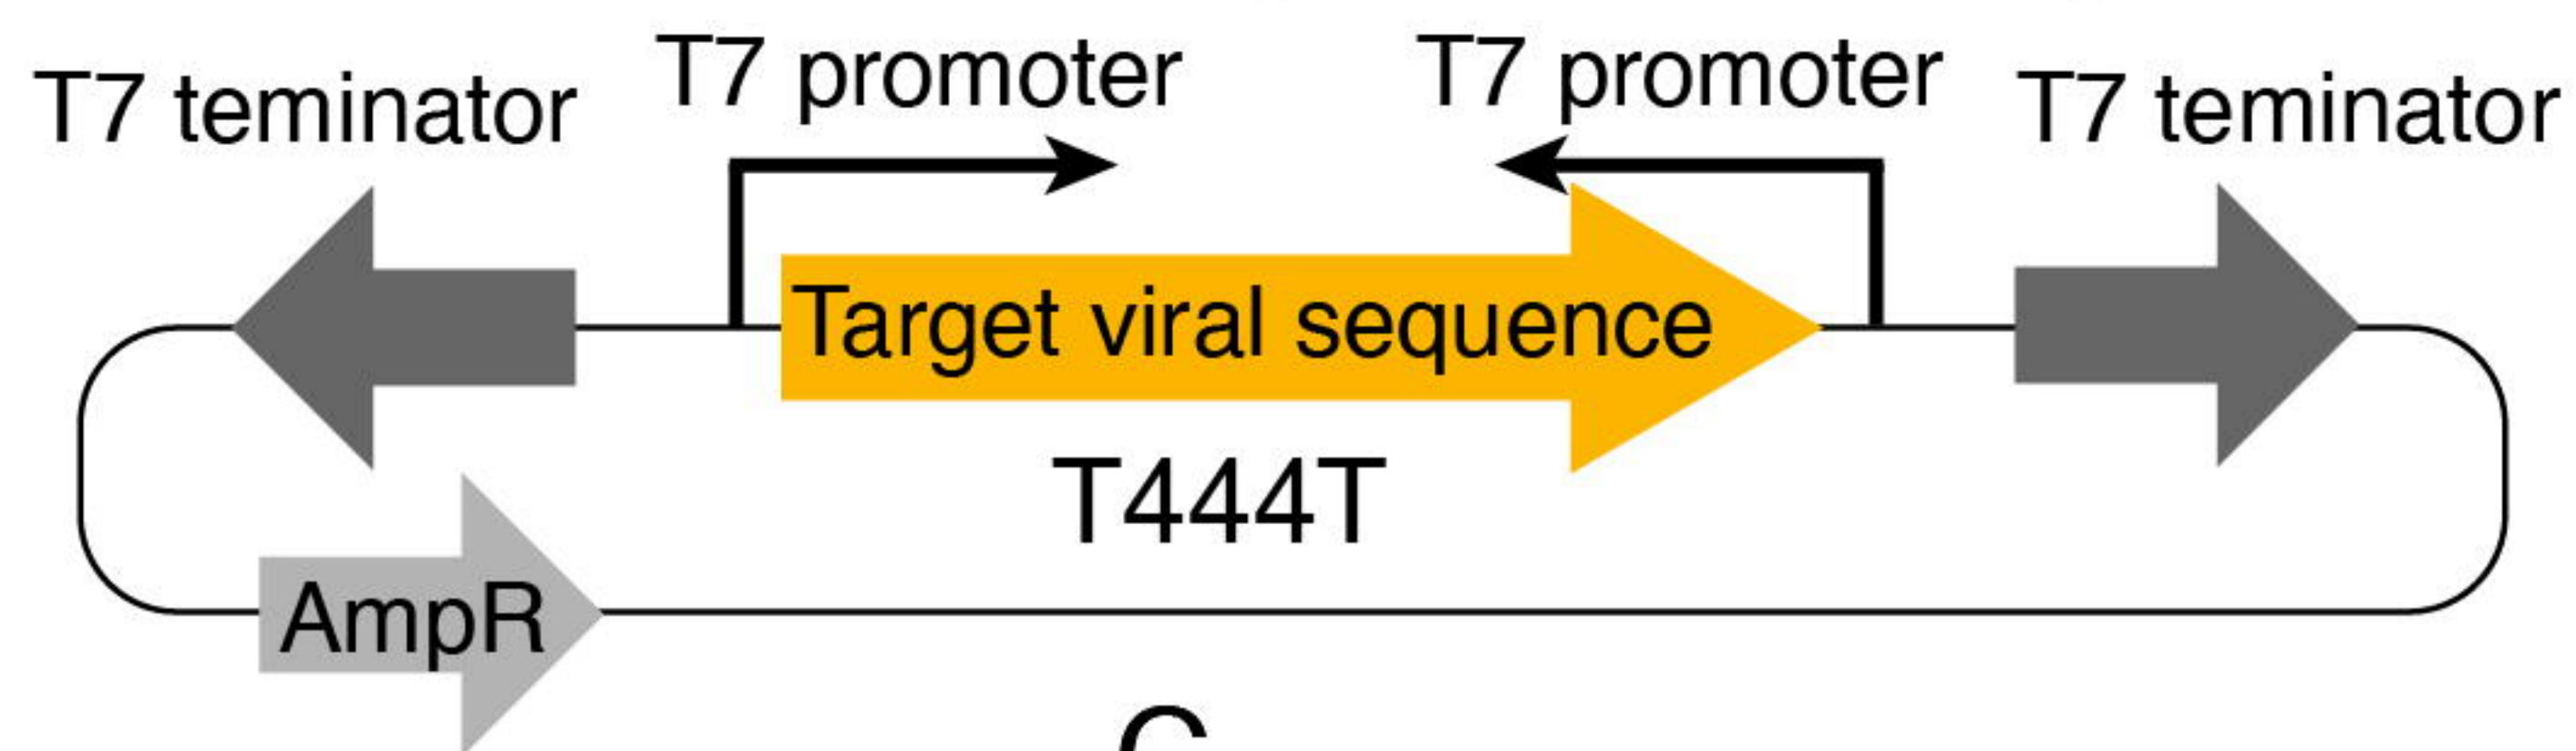 T7 teminator
T7 promoter
T7 promoter
T7 teminator
Target viral sequence
T444T
AmpR